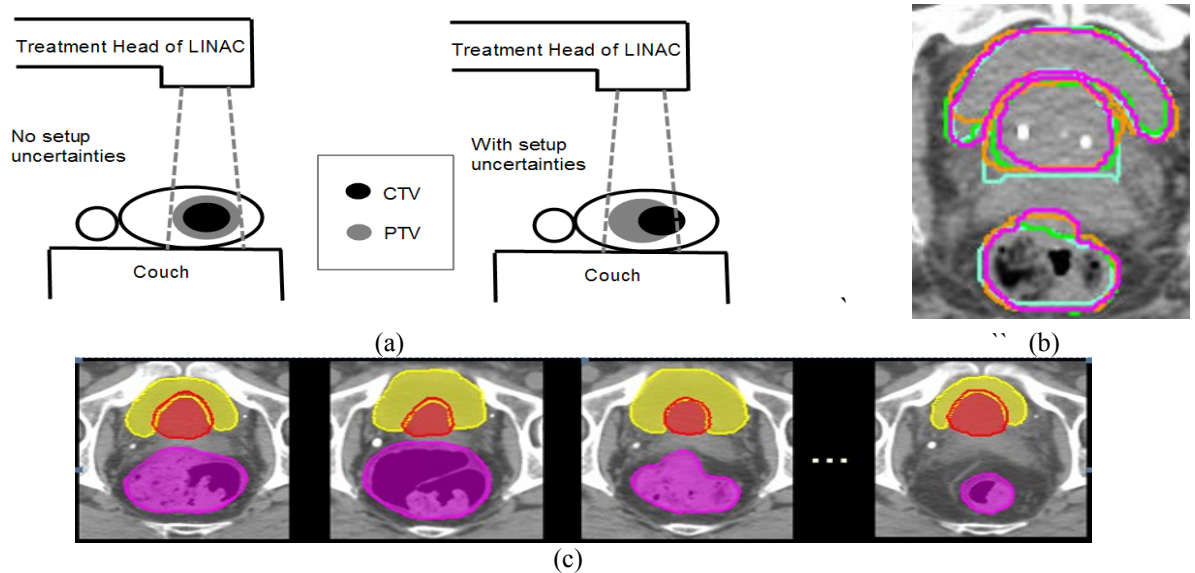 Treatment Head of LINAC
No setup
uncertainties
Couch
CTV
PTV
Treatment Head of LINAC
With setup
uncertainties
Couch
`
(a)
`` (b)
...
(c)